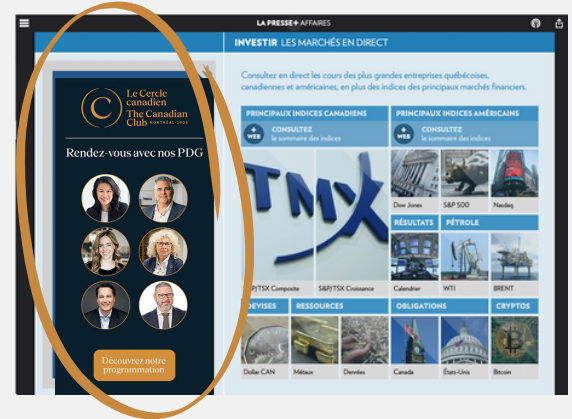 LA PRESSE+ AFFAIRES
INVESTIR LES MARCHÉS EN DIRECT
Le Cercle
canadien
The Canadian
Club MONTRÉAL-1905
Rendez-vous avec nos PDG
Découvrez notre
programmation
Consultez en direct les cours des plus grandes entreprises québécoises,
canadiennes et américaines, en plus des indices des principaux marchés financiers.
PRINCIPAUX INDICES CANADIENS
+
WEB
CONSULTEZ
le sommaire des indices
TMX
S&P/TSX Composite
S&P/TSX Croissance
PRINCIPAUX INDICES AMÉRICAINS
+
WEB
CONSULTEZ
le sommaire des indices
Dow Jones
S&P 500
Nasdaq
RÉSULTATS
PÉTROLE
Calendrier
WTI
BRENT
DEVISES
RESSOURCES
OBLIGATIONS
CRYPTOS
Dollar CAN
Métaux
Denrées
Canada
États-Unis
Bitcoin